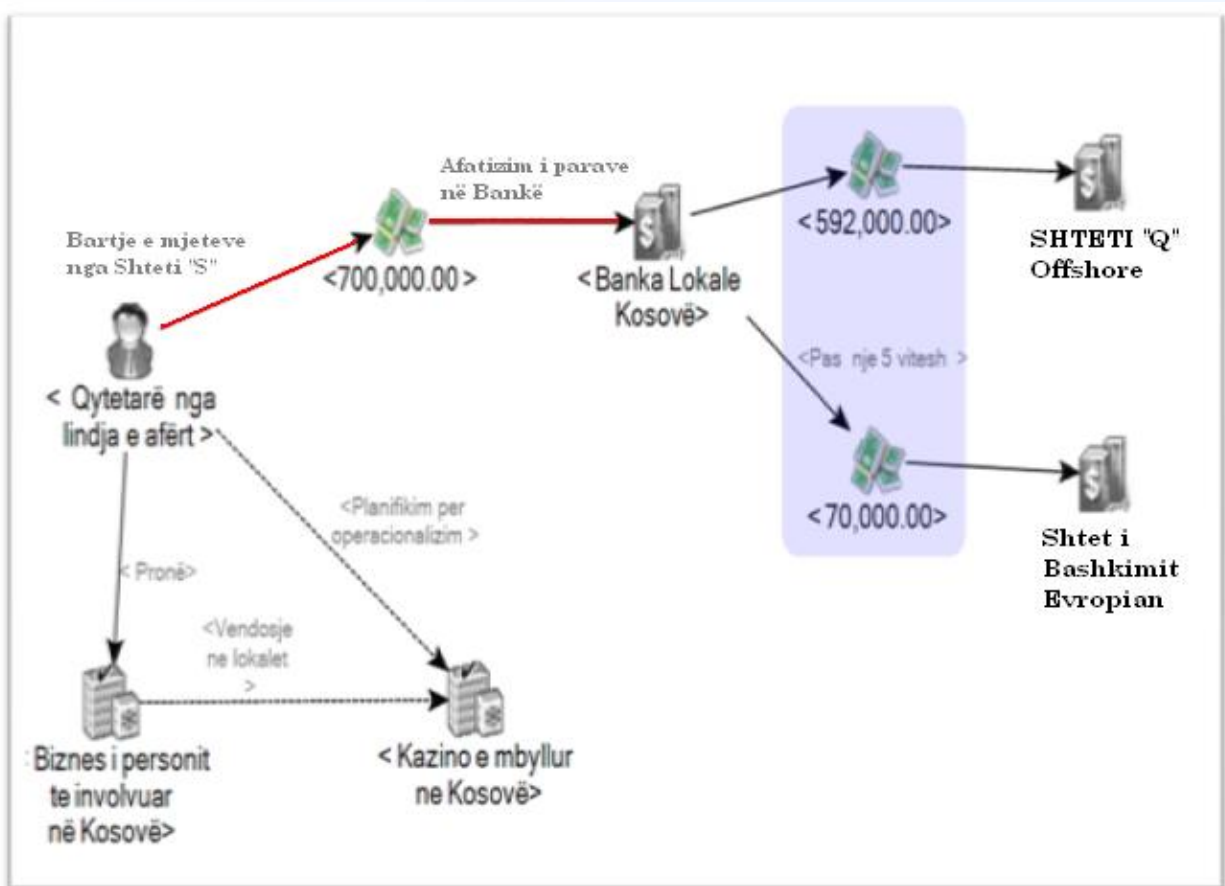 Bartje e mjeteve
nga Shteti "S"
<700,000.00 >
Afatizim i parave
në Bankë
< Banka Lokale
Kosovë>
<592,000.00>
SHTETI "Q"
Offshore
<Pas nje 5 vitesh >
<70,000.00>
Shtet i
Bashkimit
Evropian
< Qytetarë nga
lindja e afërt >
<Planifikim per
operacionalizim >
< Pronë>
<Vendosje
ne lokalet
>
: Biznes i personit
te involvuar
në Kosovë>
< Kazino e mbyllur
ne Kosovë>